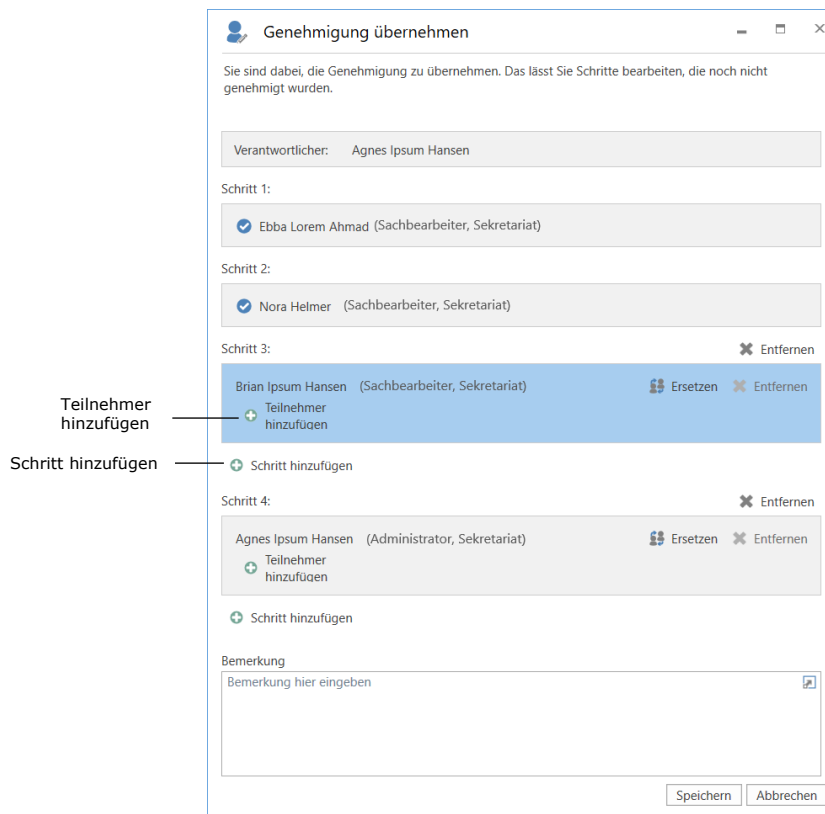 Genehmigung übernehmen
Sie sind dabei, die Genehmigung zu übernehmen. Das lässt Sie Schritte bearbeiten, die noch nicht
genehmigt wurden.
Verantwortlicher: Agnes Ipsum Hansen
Schritt 1:
Ebba Lorem Ahmad (Sachbearbeiter, Sekretariat)
Schritt 2:
Nora Helmer (Sachbearbeiter, Sekretariat)
Schritt 3: Entfernen
Brian Ipsum Hansen (Sachbearbeiter, Sekretariat) Ersetzen Entfernen
Teilnehmer
hinzufügen
Teilnehmer
hinzufügen
Schritt hinzufügen
Schritt hinzufügen
Schritt 4: Entfernen
Agnes Ipsum Hansen (Administrator, Sekretariat) Ersetzen Entfernen
Teilnehmer
hinzufügen
Schritt hinzufügen
Bemerkung
Bemerkung hier eingeben
Speichern Abbrechen